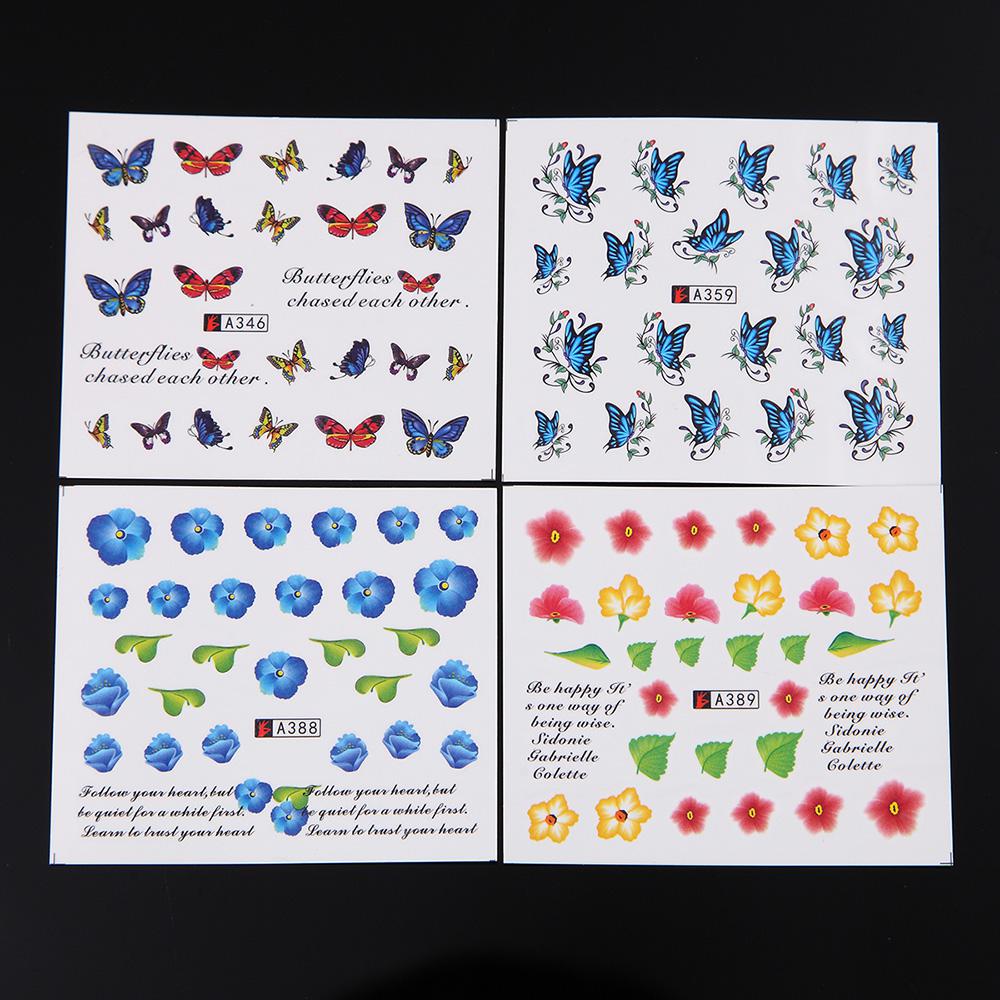 Butterflies
chased each other .
A346
Butterflies
chased each other .
A359
A388
Follow your heart, but
be quiet for a while first.
Learn to trust your heart
Follow your heart, but
be quiet for a while first.
Learn to trust your heart
Be happy It'
s one way of
being wise.
Sidonie
Gabrielle
Colette
A389
Be happy It'
s one way of
being wise.
Sidonie
Gabrielle
Colette